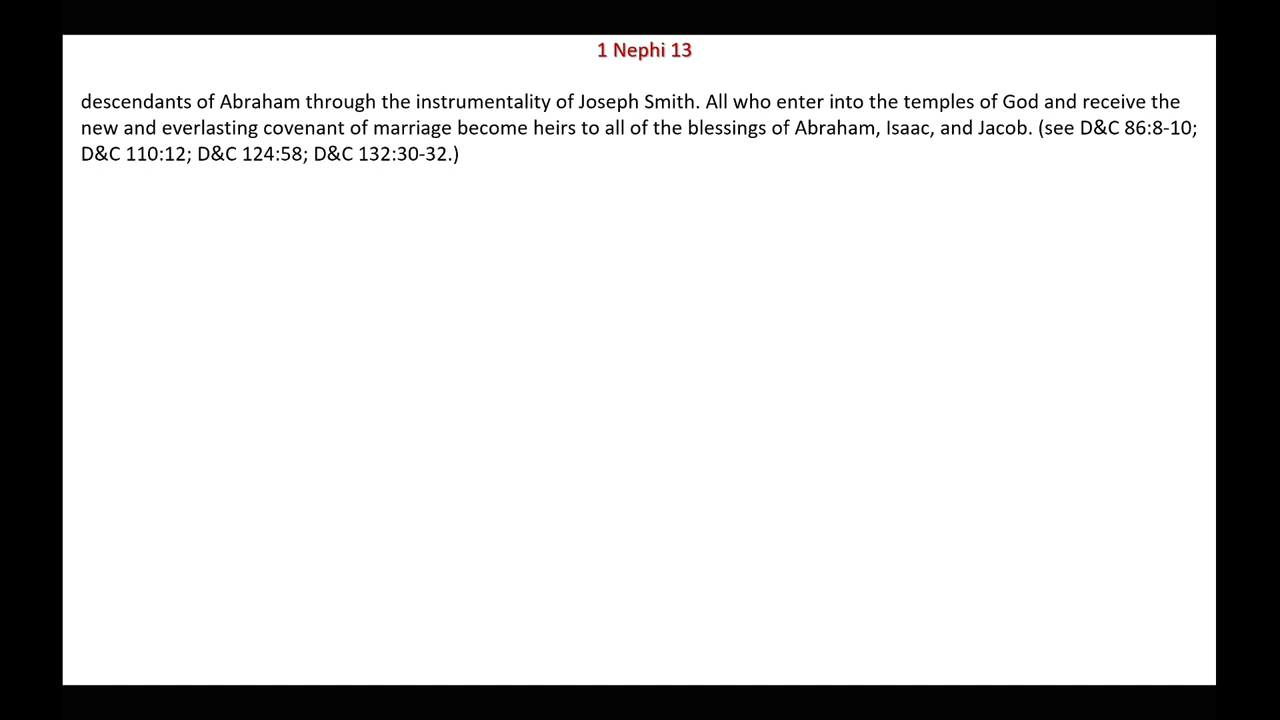 1 Nephi 13
descendants of Abraham through the instrumentality of Joseph Smith. All who enter into the temples of God and receive the
new and everlasting covenant of marriage become heirs to all of the blessings of Abraham, Isaac, and Jacob. (see D&C 86:8-10;
D&C 110:12; D&C 124:58; D&C 132:30-32.)